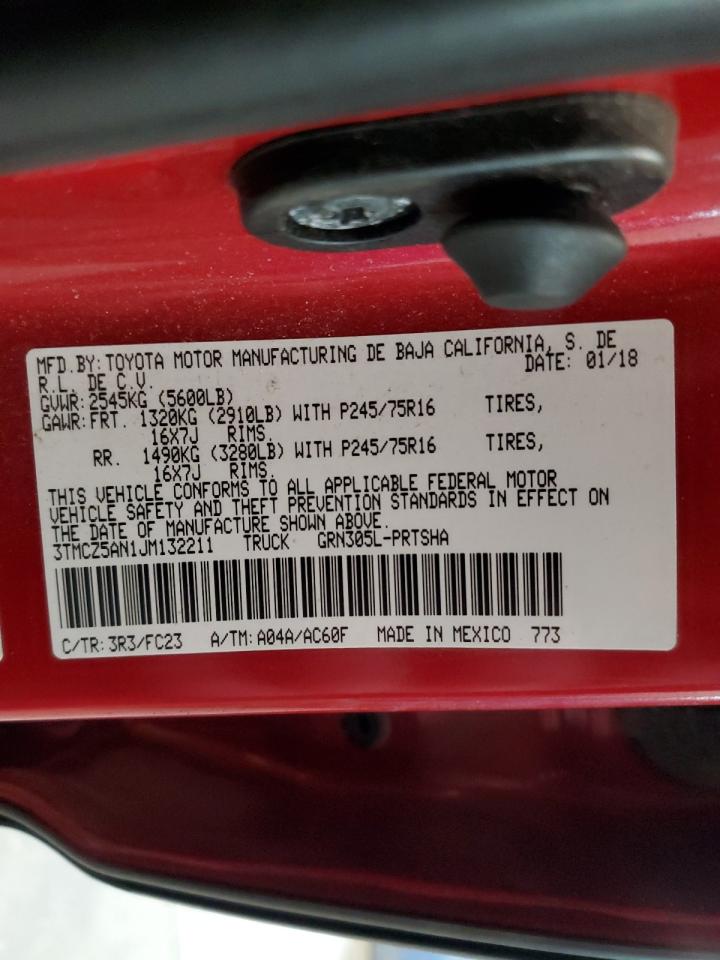 MFD.BY:TOYOTA MOTOR MANUFACTURING DE BAJA CALIFORNIA, S. DE
R.L. DE C.V. DATE: 01/18
GVWR:2545KG (5600LB)
GAWR:FRT. 1320KG (2910LB) WITH P245/75R16 TIRES,
16X7J RIMS.
RR. 1490KG (3280LB) WITH P245/75R16 TIRES,
16X7J RIMS.
THIS VEHICLE CONFORMS TO ALL APPLICABLE FEDERAL MOTOR
VEHICLE SAFETY AND THEFT PREVENTION STANDARDS IN EFFECT ON
THE DATE OF MANUFACTURE SHOWN ABOVE.
3TMCZ5AN1JM132211 TRUCK GRN305L-PRTSHA
C/TR:3R3/FC23 A/TM:A04A/AC60F MADE IN MEXICO 773